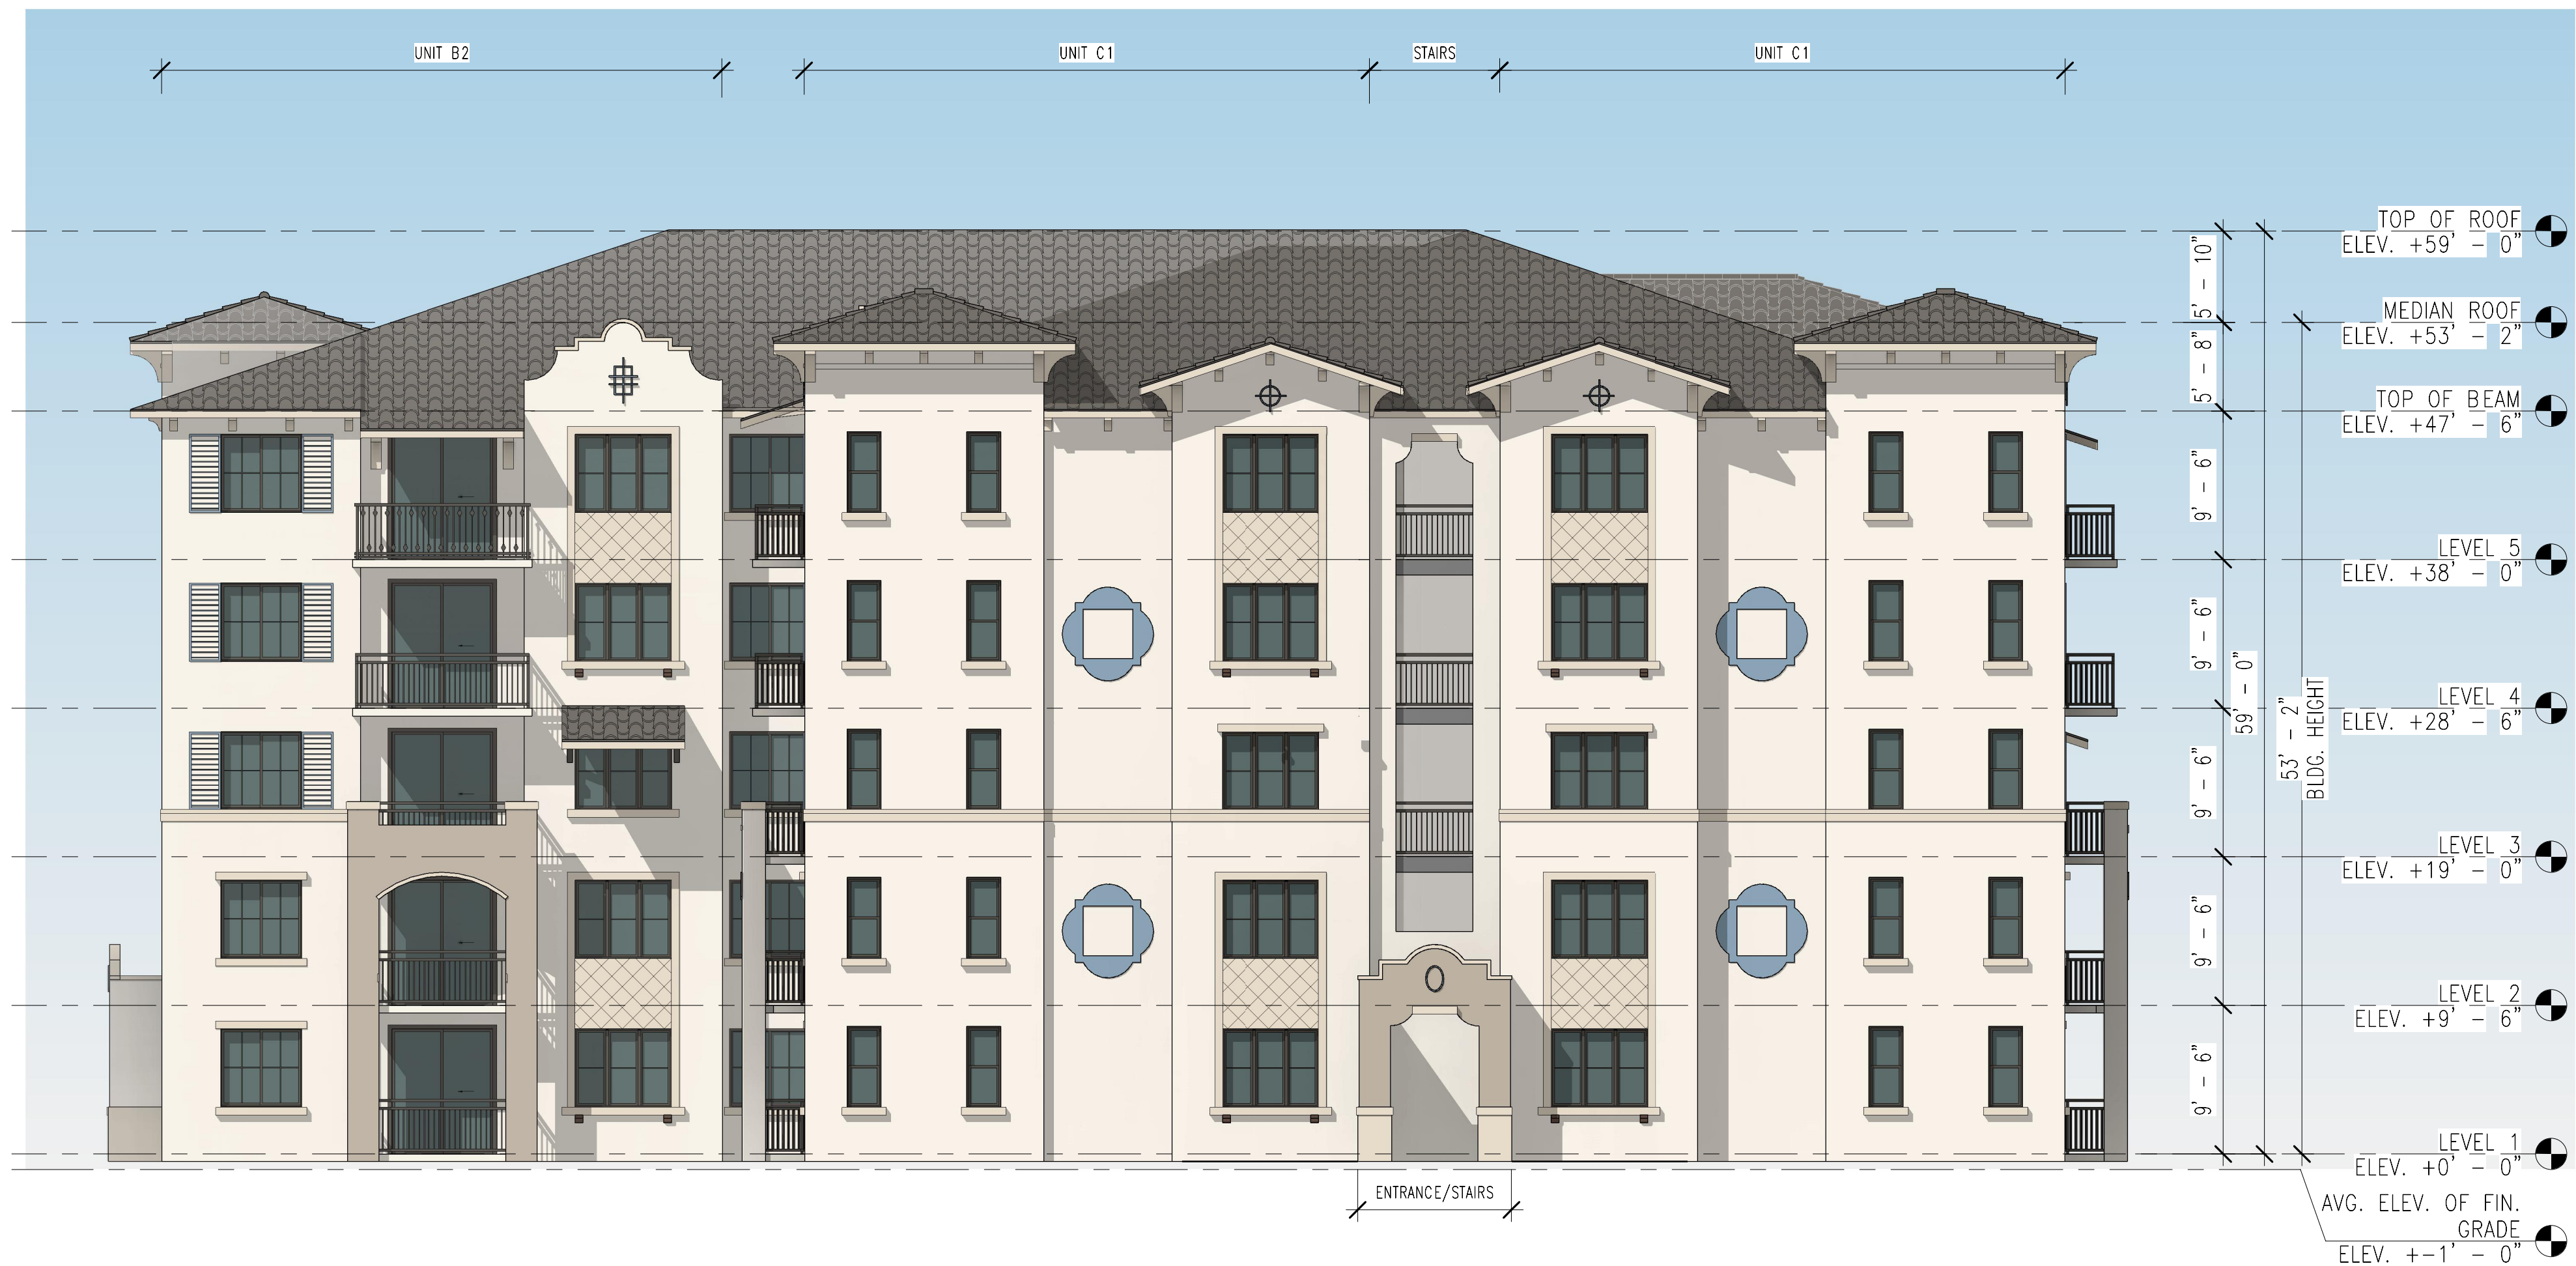 UNIT B2
UNIT C1
STAIRS
UNIT C1
TOP OF ROOF
ELEV. +59' - 0"
5' - 10"
MEDIAN ROOF
ELEV. +53' - 2"
5' - 8"
TOP OF BEAM
ELEV. +47' - 6"
9' - 6"
LEVEL 5
ELEV. +38' - 0"
9' - 6"
59' - 0"
53' - 2"
BLDG. HEIGHT
LEVEL 4
ELEV. +28' - 6"
9' - 6"
LEVEL 3
ELEV. +19' - 0"
9' - 6"
LEVEL 2
ELEV. +9' - 6"
9' - 6"
LEVEL 1
ELEV. +0' - 0"
ENTRANCE/STAIRS
AVG. ELEV. OF FIN.
GRADE
ELEV. +-1' - 0"